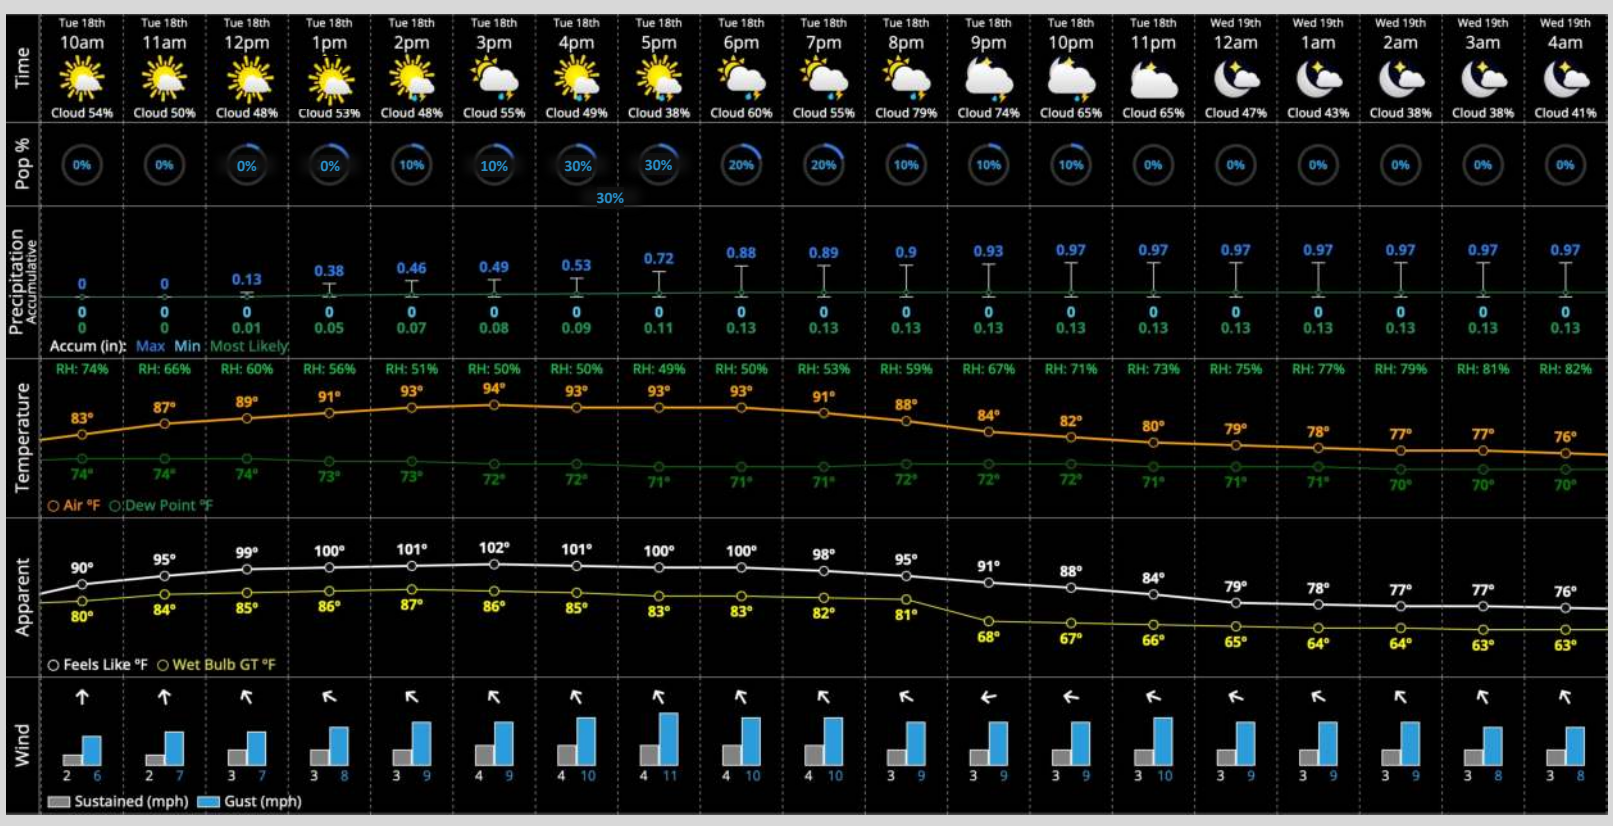 Time
Tue 18th Tue 18th Tue 18th Tue 18th Tue 18th Tue 18th Tue 18th Tue 18th Tue 18th Tue 18th Tue 18th Tue 18th Tue 18th Tue 18th Wed 19th Wed 19th Wed 19th Wed 19th Wed 19th
10am 11am 12pm 1pm 2pm 3pm 4pm 5pm 6pm 7pm 8pm 9pm 10pm 11pm 12am 1am 2am 3am 4am
Cloud 54% Cloud 50% Cloud 48% Cloud 53% Cloud 48% Cloud 55% Cloud 49% Cloud 38% Cloud 60% Cloud 55% Cloud 79% Cloud 74% Cloud 65% Cloud 65% Cloud 47% Cloud 43% Cloud 38% Cloud 38% Cloud 41%
Pop %
0% 0% 0% 0% 10% 10% 30% 30% 20% 20% 10% 10% 10% 0% 0% 0% 0% 0% 0%
30%
Precipitation
Accumulative
0 0 0.13 0.38 0.46 0.49 0.53 0.72 0.88 0.89 0.9 0.93 0.97 0.97 0.97 0.97 0.97 0.97 0.97
0 0 0 0 0 0 0 0 0 0 0 0 0 0 0 0 0 0 0
0 0 0.01 0.05 0.07 0.08 0.09 0.11 0.13 0.13 0.13 0.13 0.13 0.13 0.13 0.13 0.13 0.13 0.13
Accum (in): Max Min Most Likely
Temperature
RH: 74% RH: 66% RH: 60% RH: 56% RH: 51% RH: 50% RH: 50% RH: 49% RH: 50% RH: 53% RH: 59% RH: 67% RH: 71% RH: 73% RH: 75% RH: 77% RH: 79% RH: 81% RH: 82%
83° 87° 89° 91° 93° 94° 93° 93° 93° 91° 88° 84° 82° 80° 79° 78° 77° 77° 76°
74° 74° 74° 73° 73° 72° 72° 71° 71° 71° 72° 72° 72° 71° 71° 71° 70° 70° 70°
Air ºF Dew Point ºF
Apparent
90° 95° 99° 100° 101° 102° 101° 100° 100° 98° 95° 91° 88° 84° 79° 78° 77° 77° 76°
80° 84° 85° 86° 87° 86° 85° 83° 83° 82° 81° 68° 67° 66° 65° 64° 64° 63° 63°
Feels Like ºF Wet Bulb GT ºF
Wind
2 6 2 7 3 7 3 8 3 9 4 9 4 10 4 11 4 10 4 10 3 9 3 9 3 9 3 10 3 9 3 9 3 9 3 8 3 8
Sustained (mph) Gust (mph)